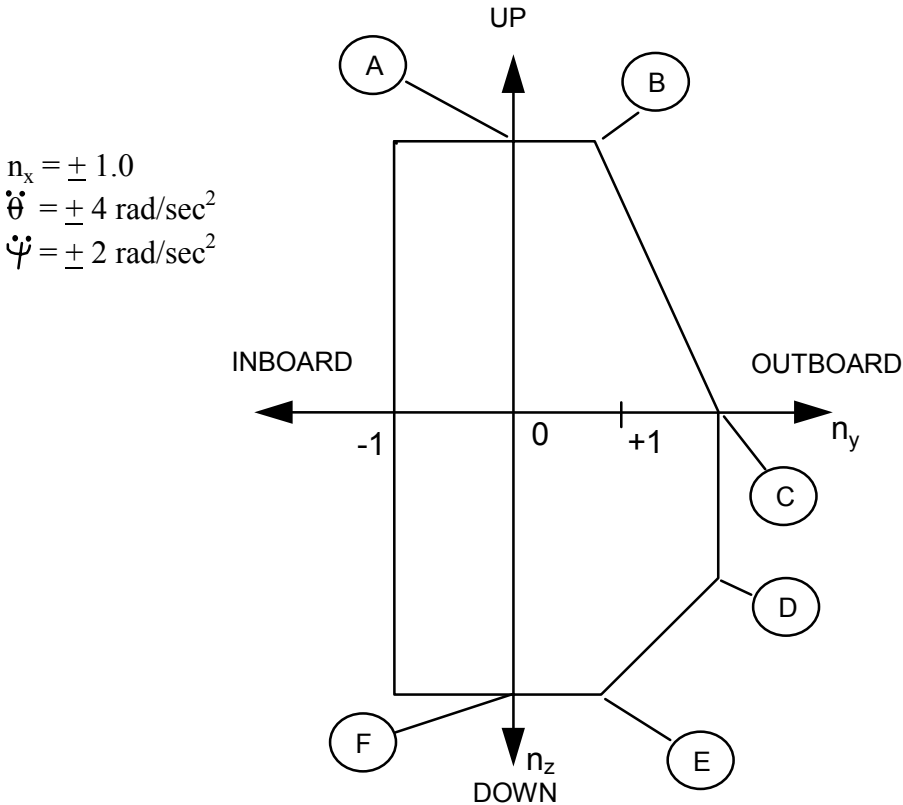 UP
A
B
n_x = ± 1.0
θ̈ = ± 4 rad/sec²
ψ̈ = ± 2 rad/sec²
INBOARD
OUTBOARD
-1
0
+1
n_y
C
D
F
E
n_z
DOWN